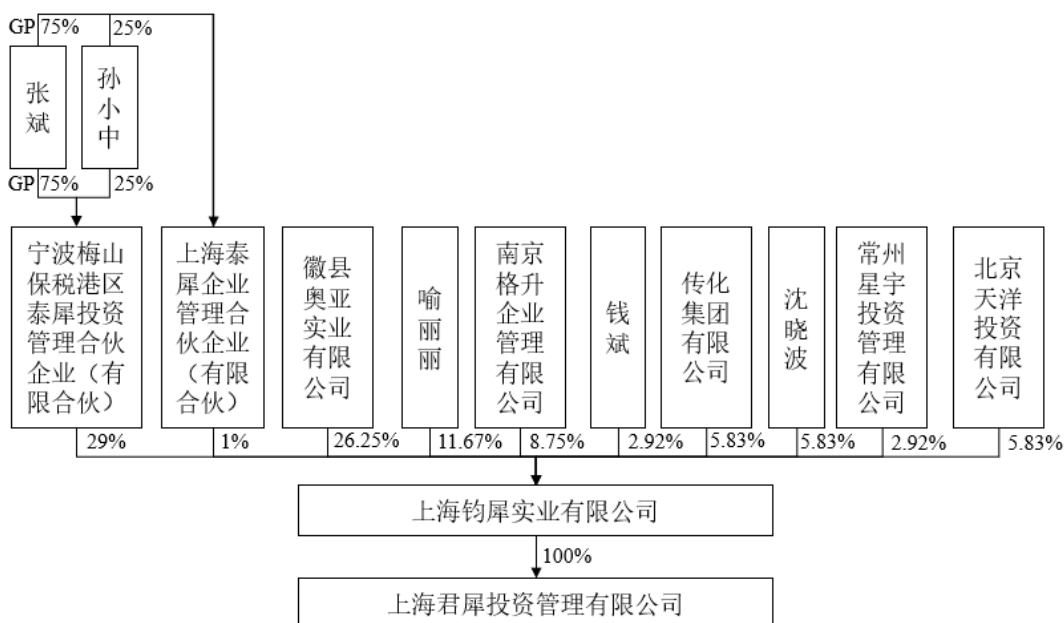 GP 75% 25%
张斌
孙小中
GP 75% 25%
宁波梅山
保税港区
泰犀投资
管理合伙
企业（有
限合伙）
上海泰
犀企业
管理合
伙企业
（有限
合伙）
徽县
奥亚
实业
有限
公司
喻丽丽
南京
格升
企业
管理
有限
公司
钱斌
传化
集团
有限
公司
沈晓波
常州
星宇
投资
管理
有限
公司
北京
天洋
投资
有限
公司
29% 1% 26.25% 11.67% 8.75% 2.92% 5.83% 5.83% 2.92% 5.83%
上海钧犀实业有限公司
100%
上海君犀投资管理有限公司